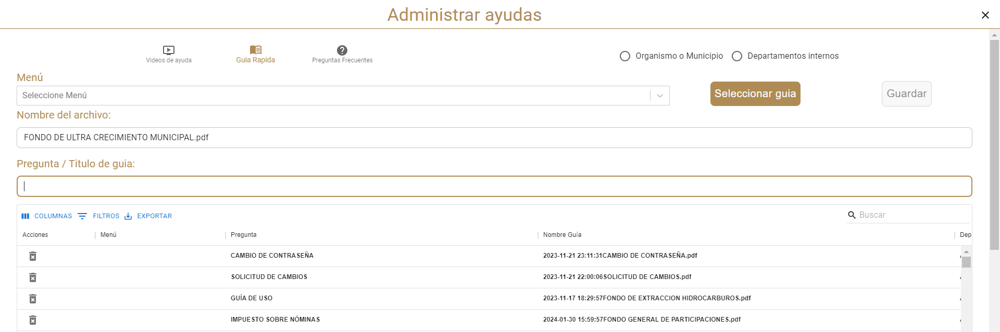 Administrar ayudas
Videos de ayuda
Guia Rapida
Preguntas Frecuentes
Organismo o Municipio
Departamentos internos
Menú
Seleccione Menú
Seleccionar guia
Guardar
Nombre del archivo:
FONDO DE ULTRA CRECIMIENTO MUNICIPAL.pdf
Pregunta / Titulo de guia:
COLUMNAS FILTROS EXPORTAR
Buscar
Acciones Menú Pregunta Nombre Guía Dep
CAMBIO DE CONTRASEÑA 2023-11-21 23:11:31CAMBIO DE CONTRASEÑA.pdf
SOLICITUD DE CAMBIOS 2023-11-21 22:00:06SOLICITUD DE CAMBIOS.pdf
GUÍA DE USO 2023-11-17 18:29:57FONDO DE EXTRACCION HIDROCARBUROS.pdf
IMPUESTO SOBRE NÓMINAS 2024-01-30 15:59:57FONDO GENERAL DE PARTICIPACIONES.pdf